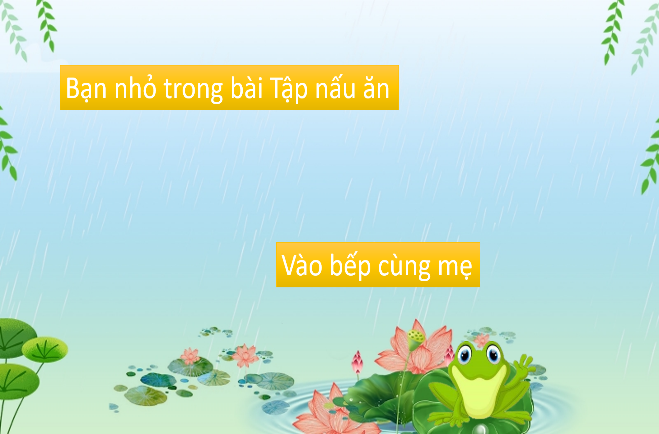 Bạn nhỏ trong bài Tập nấu ăn
Vào bếp cùng mẹ